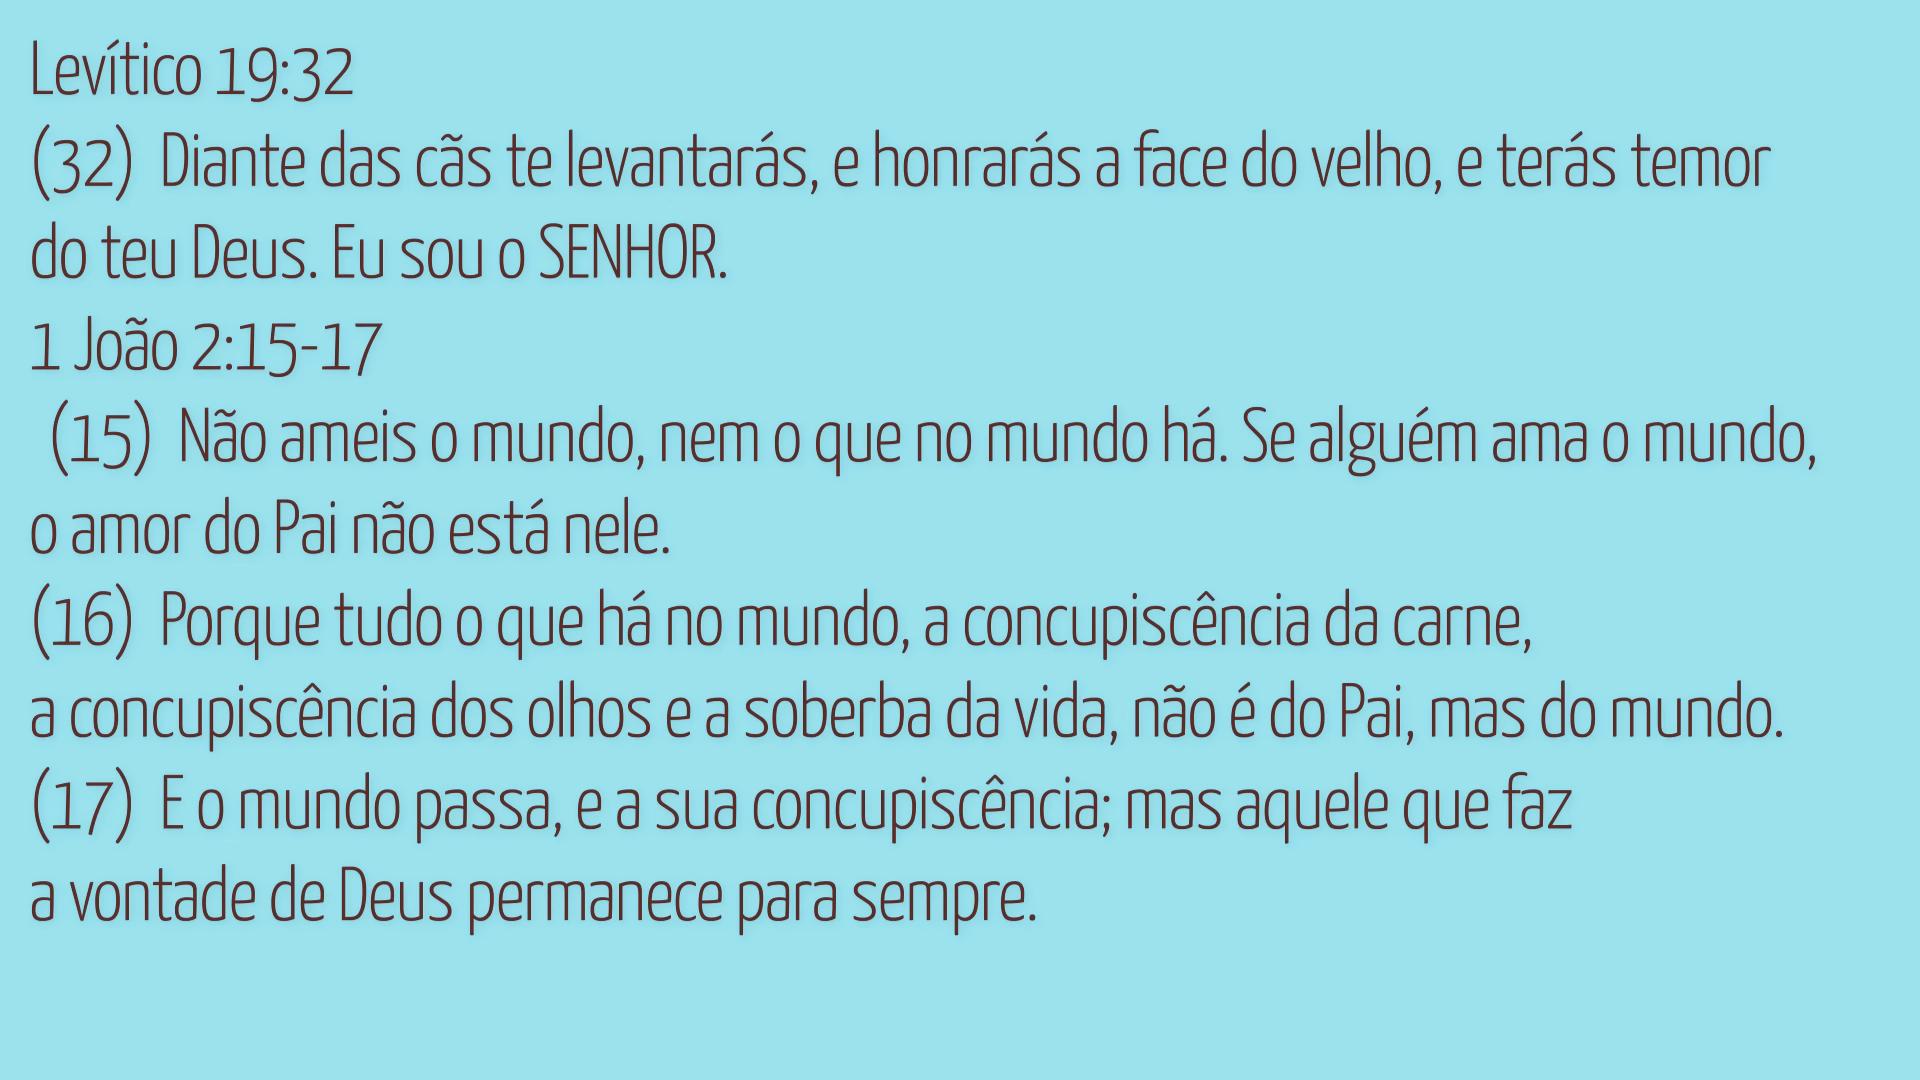 Levítico 19:32
(32)  Diante das cãs te levantarás, e honrarás a face do velho, e terás temor
do teu Deus. Eu sou o SENHOR.
1 João 2:15-17
(15)  Não ameis o mundo, nem o que no mundo há. Se alguém ama o mundo,
o amor do Pai não está nele.
(16)  Porque tudo o que há no mundo, a concupiscência da carne,
a concupiscência dos olhos e a soberba da vida, não é do Pai, mas do mundo.
(17)  E o mundo passa, e a sua concupiscência; mas aquele que faz
a vontade de Deus permanece para sempre.